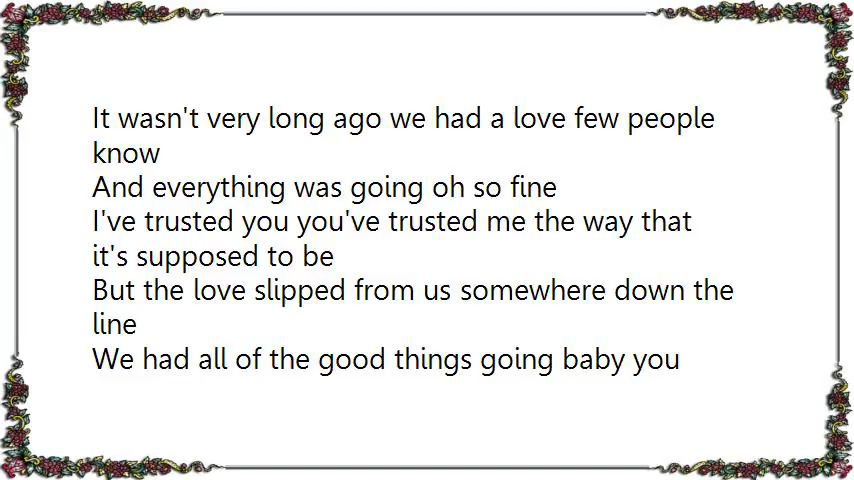 It wasn't very long ago we had a love few people
know
And everything was going oh so fine
I've trusted you you've trusted me the way that
it's supposed to be
But the love slipped from us somewhere down the
line
We had all of the good things going baby you